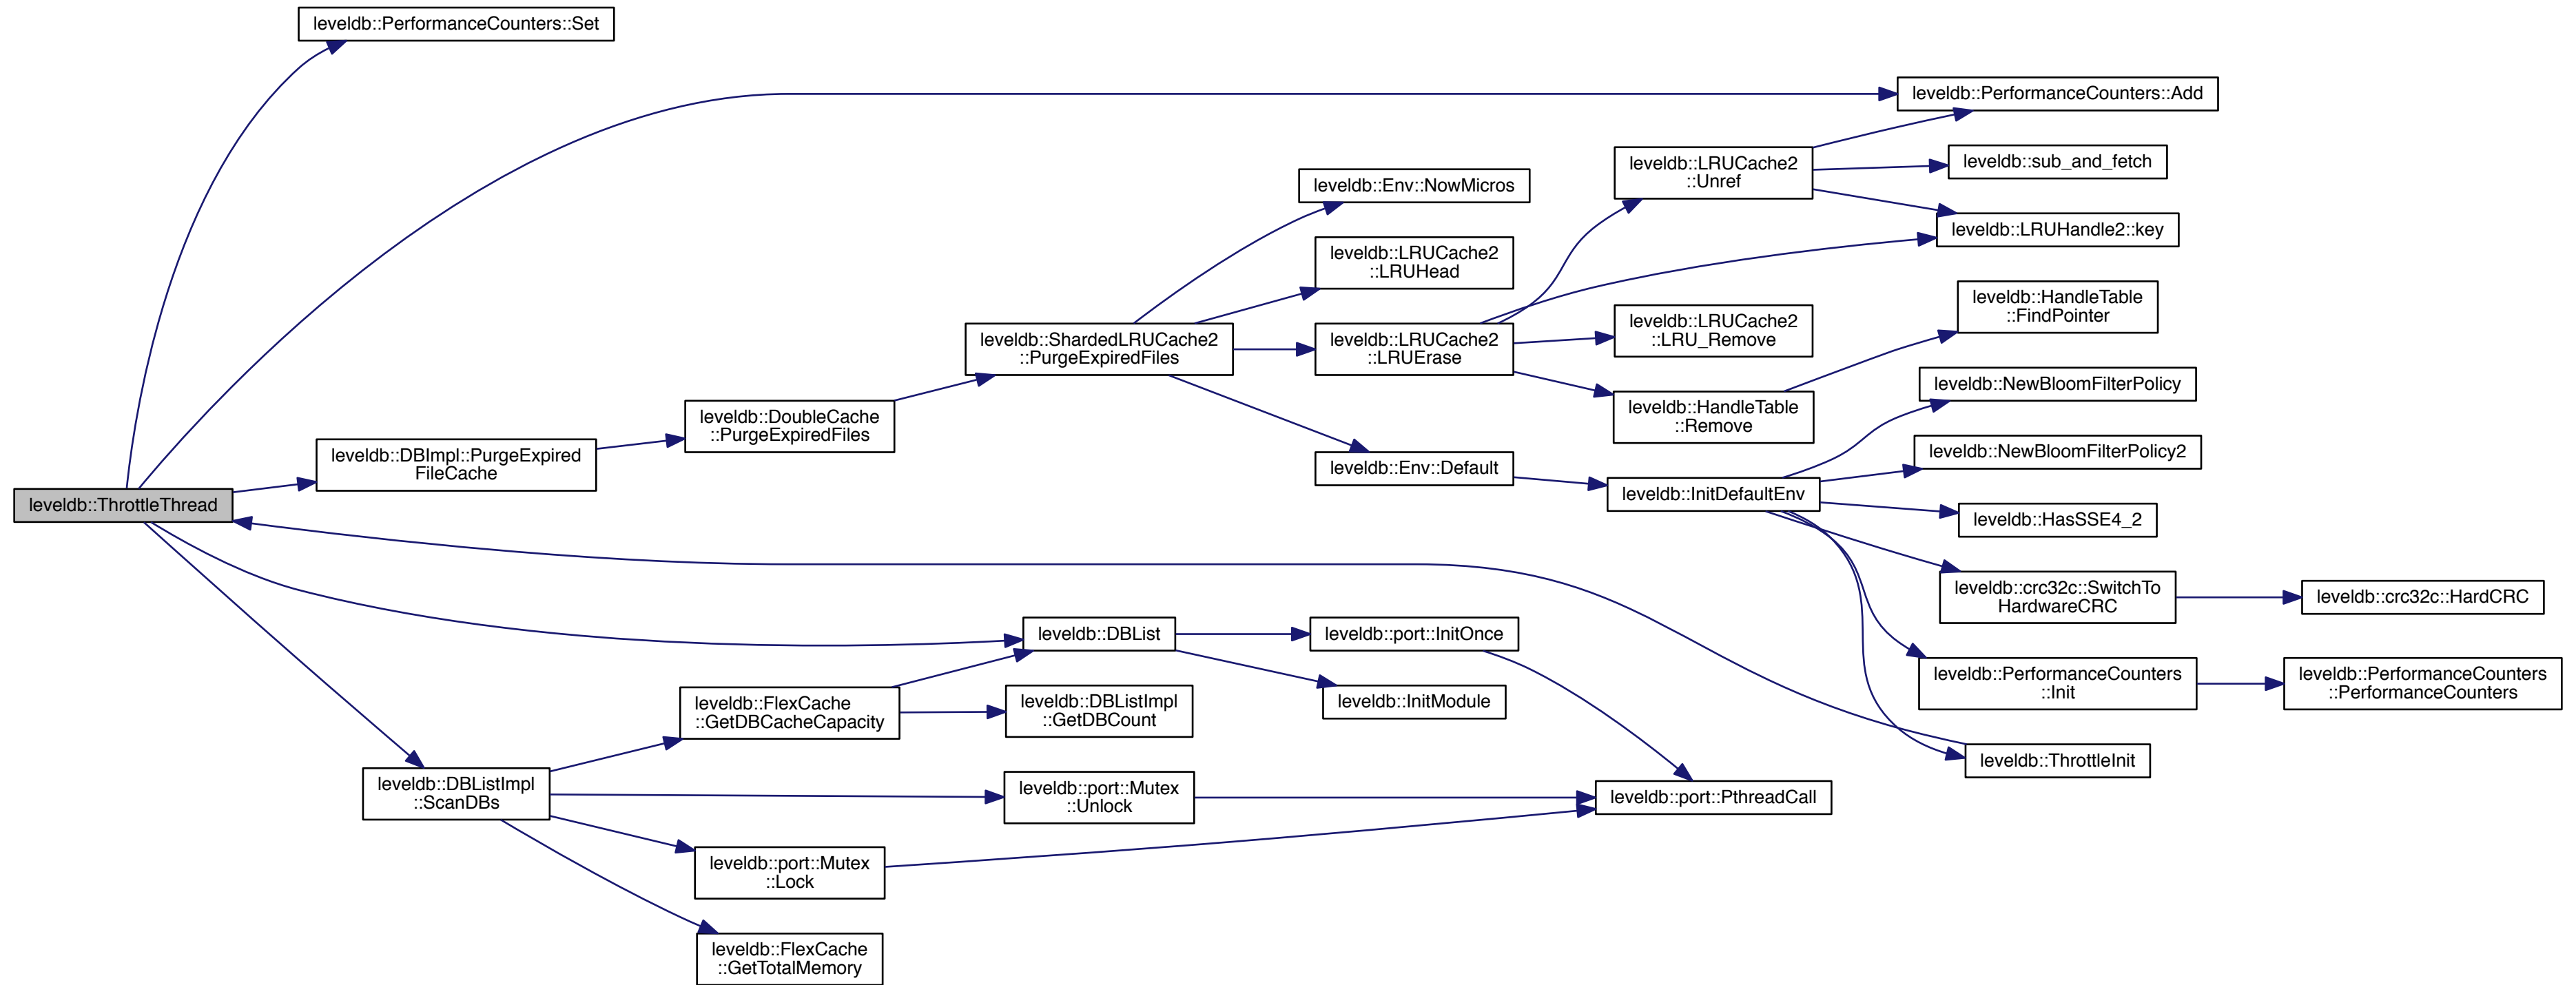 leveldb::PerformanceCounters::Set
leveldb::PerformanceCounters::Add
leveldb::LRUCache2
::Unref
leveldb::sub_and_fetch
leveldb::Env::NowMicros
leveldb::LRUHandle2::key
leveldb::LRUCache2
::LRUHead
leveldb::HandleTable
::FindPointer
leveldb::ShardedLRUCache2
::PurgeExpiredFiles
leveldb::LRUCache2
::LRUErase
leveldb::LRUCache2
::LRU_Remove
leveldb::NewBloomFilterPolicy
leveldb::DoubleCache
::PurgeExpiredFiles
leveldb::HandleTable
::Remove
leveldb::DBImpl::PurgeExpired
FileCache
leveldb::Env::Default
leveldb::NewBloomFilterPolicy2
leveldb::ThrottleThread
leveldb::InitDefaultEnv
leveldb::HasSSE4_2
leveldb::crc32c::SwitchTo
HardwareCRC
leveldb::crc32c::HardCRC
leveldb::DBList
leveldb::port::InitOnce
leveldb::PerformanceCounters
::Init
leveldb::PerformanceCounters
::PerformanceCounters
leveldb::FlexCache
::GetDBCacheCapacity
leveldb::DBListImpl
::GetDBCount
leveldb::InitModule
leveldb::ThrottleInit
leveldb::DBListImpl
::ScanDBs
leveldb::port::Mutex
::Unlock
leveldb::port::PthreadCall
leveldb::port::Mutex
::Lock
leveldb::FlexCache
::GetTotalMemory